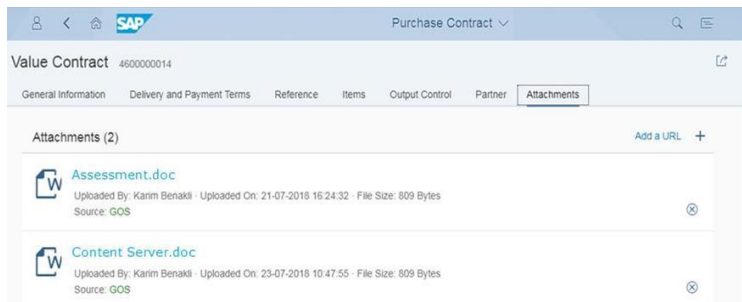 SAP
Purchase Contract
Value Contract 4600000014
General Information Delivery and Payment Terms Reference Items Output Control Partner Attachments
Attachments (2) Add a URL +
W Assessment.doc
Uploaded By: Karim Benakli · Uploaded On: 21-07-2018 16:24:32 · File Size: 809 Bytes
Source: GOS
W Content Server.doc
Uploaded By: Karim Benakli · Uploaded On: 23-07-2018 10:47:55 · File Size: 809 Bytes
Source: GOS